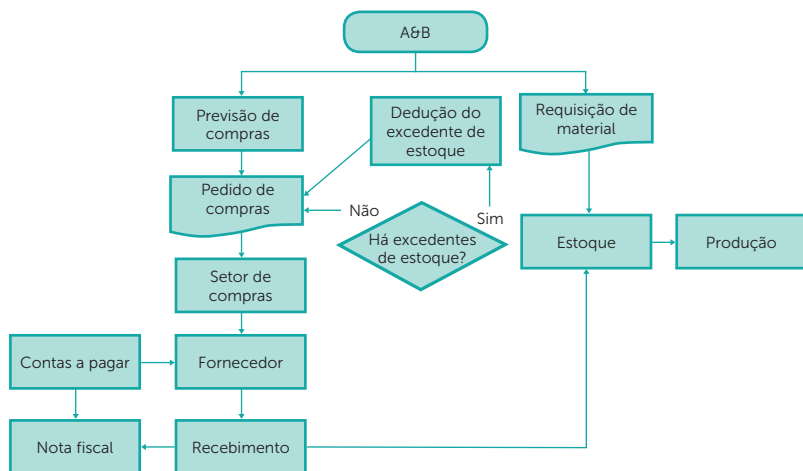 A&B
Previsão de
compras
Dedução do
excedente de
estoque
Requisição de
material
Pedido de
compras
Não
Sim
Há excedentes
de estoque?
Estoque
Produção
Setor de
compras
Contas a pagar
Fornecedor
Nota fiscal
Recebimento